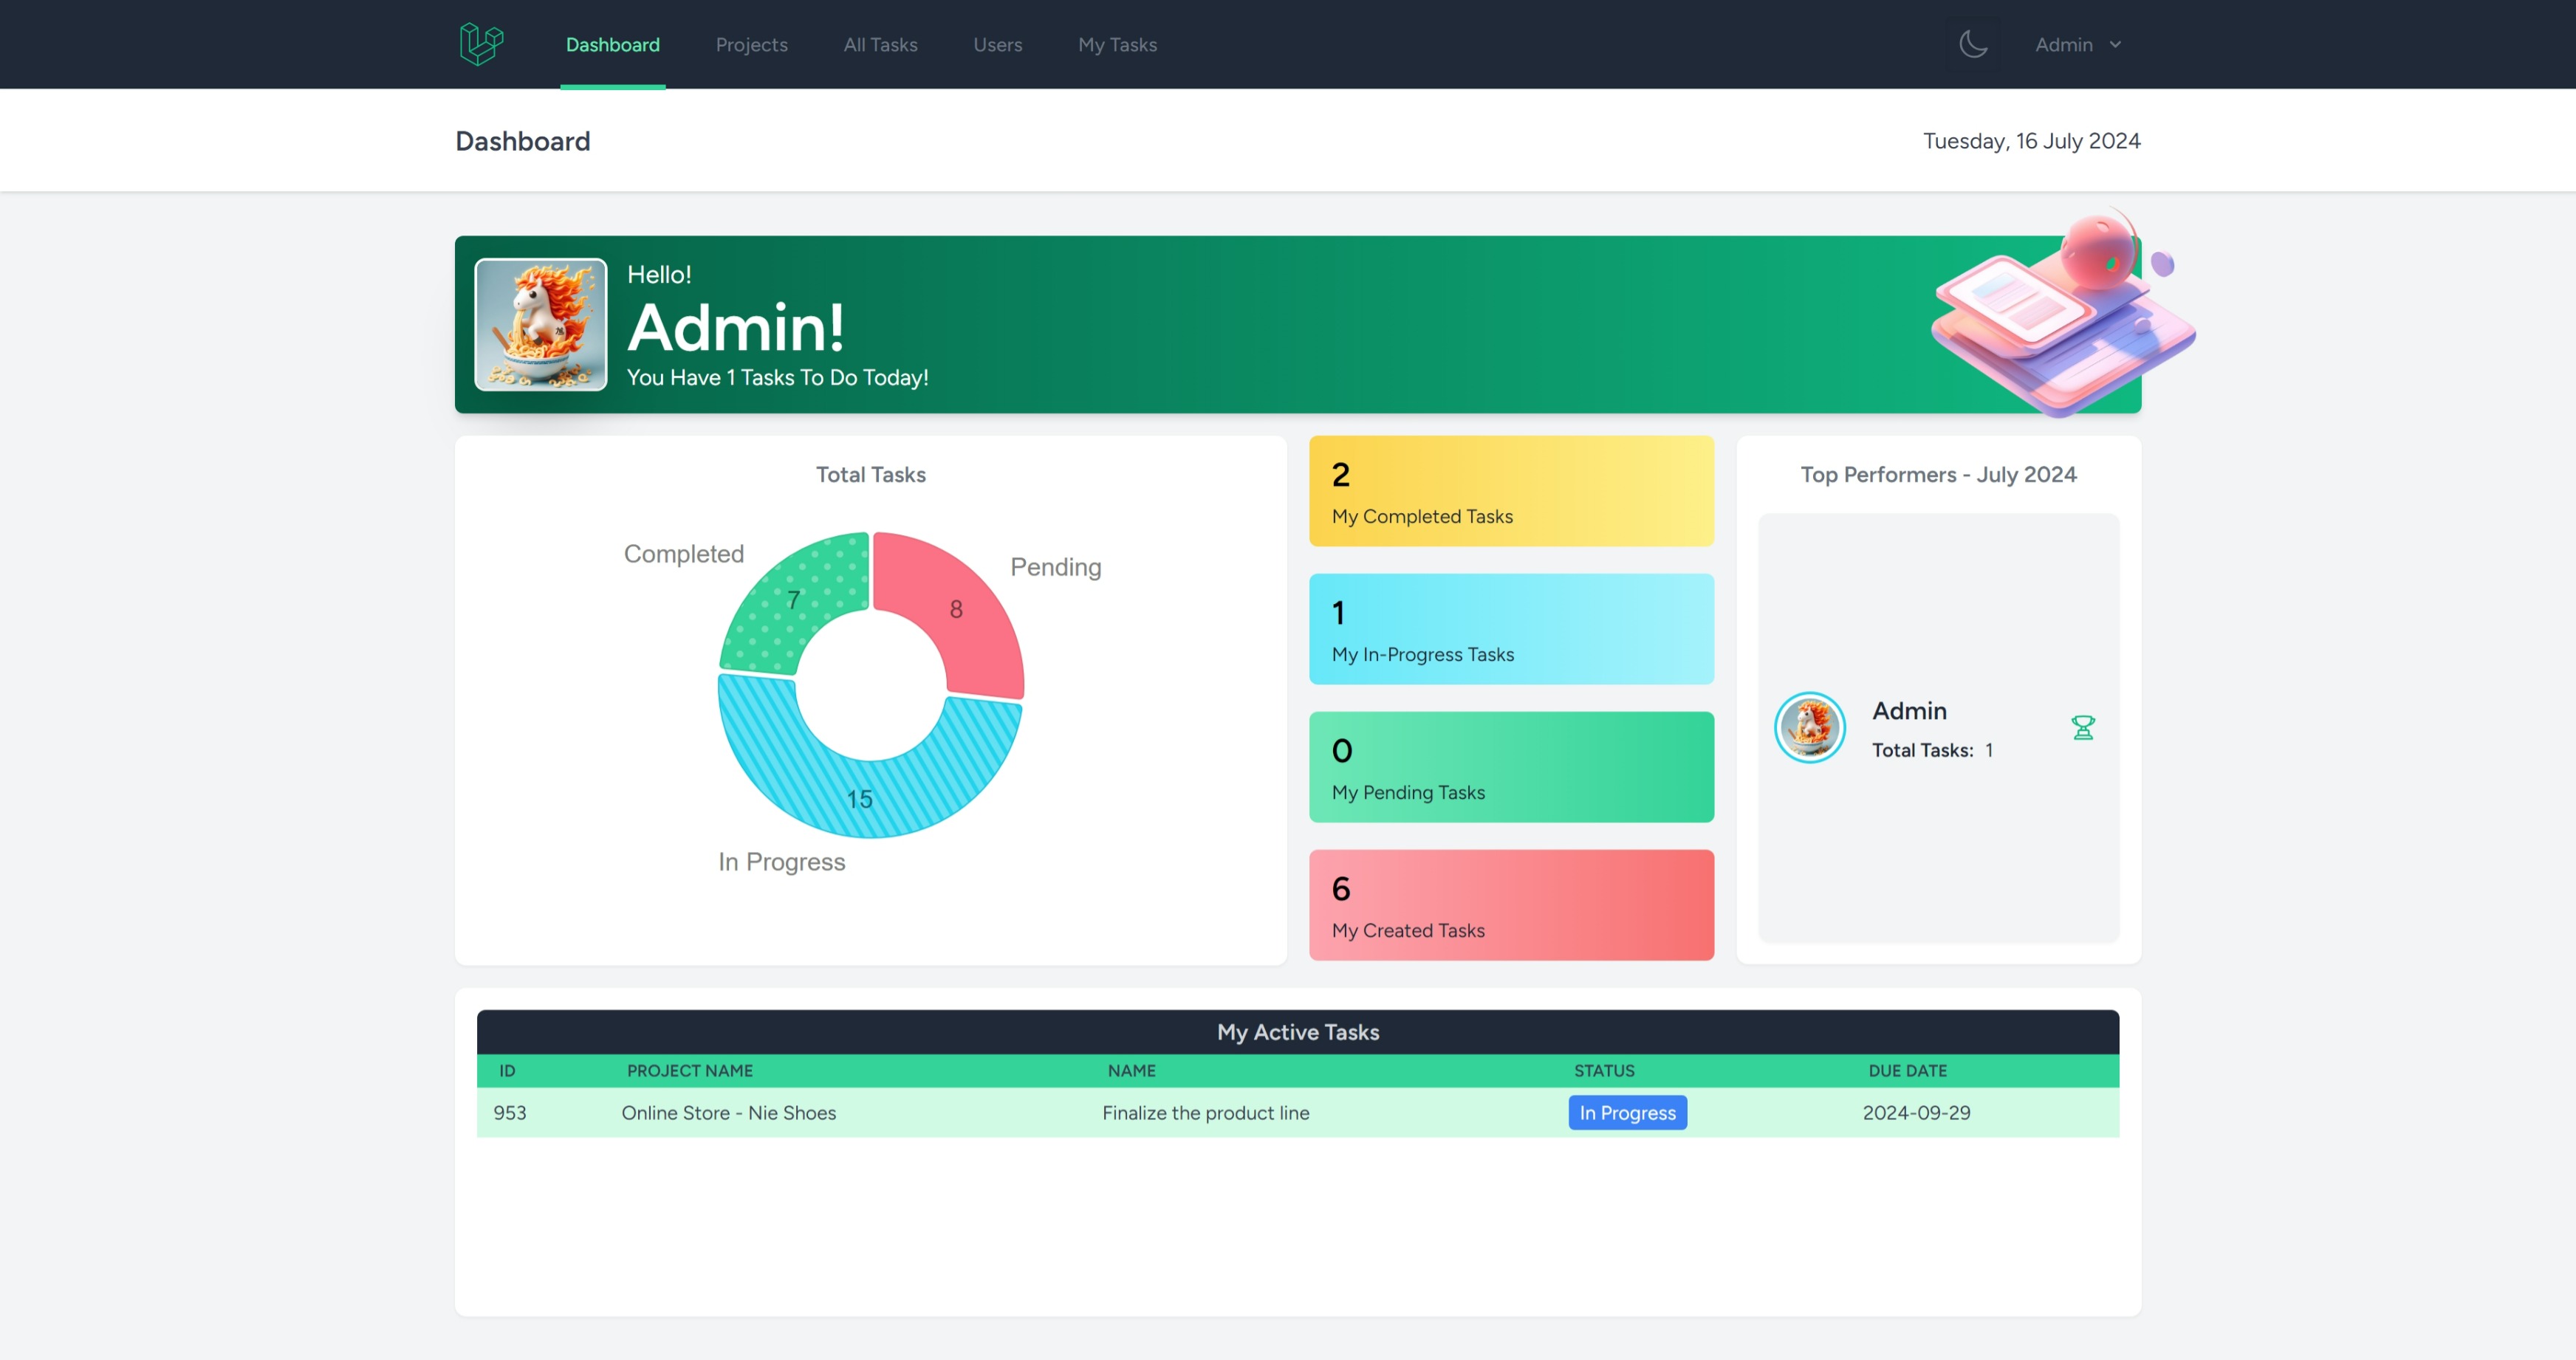 Dashboard
Projects
All Tasks
Users
My Tasks
Admin
Dashboard
Tuesday, 16 July 2024
Hello!
Admin!
You Have 1 Tasks To Do Today!
Total Tasks
Completed
7
Pending
8
15
In Progress
2
My Completed Tasks
1
My In-Progress Tasks
0
My Pending Tasks
6
My Created Tasks
Top Performers - July 2024
Admin
Total Tasks: 1
My Active Tasks
ID PROJECT NAME NAME STATUS DUE DATE
953 Online Store - Nie Shoes Finalize the product line In Progress 2024-09-29